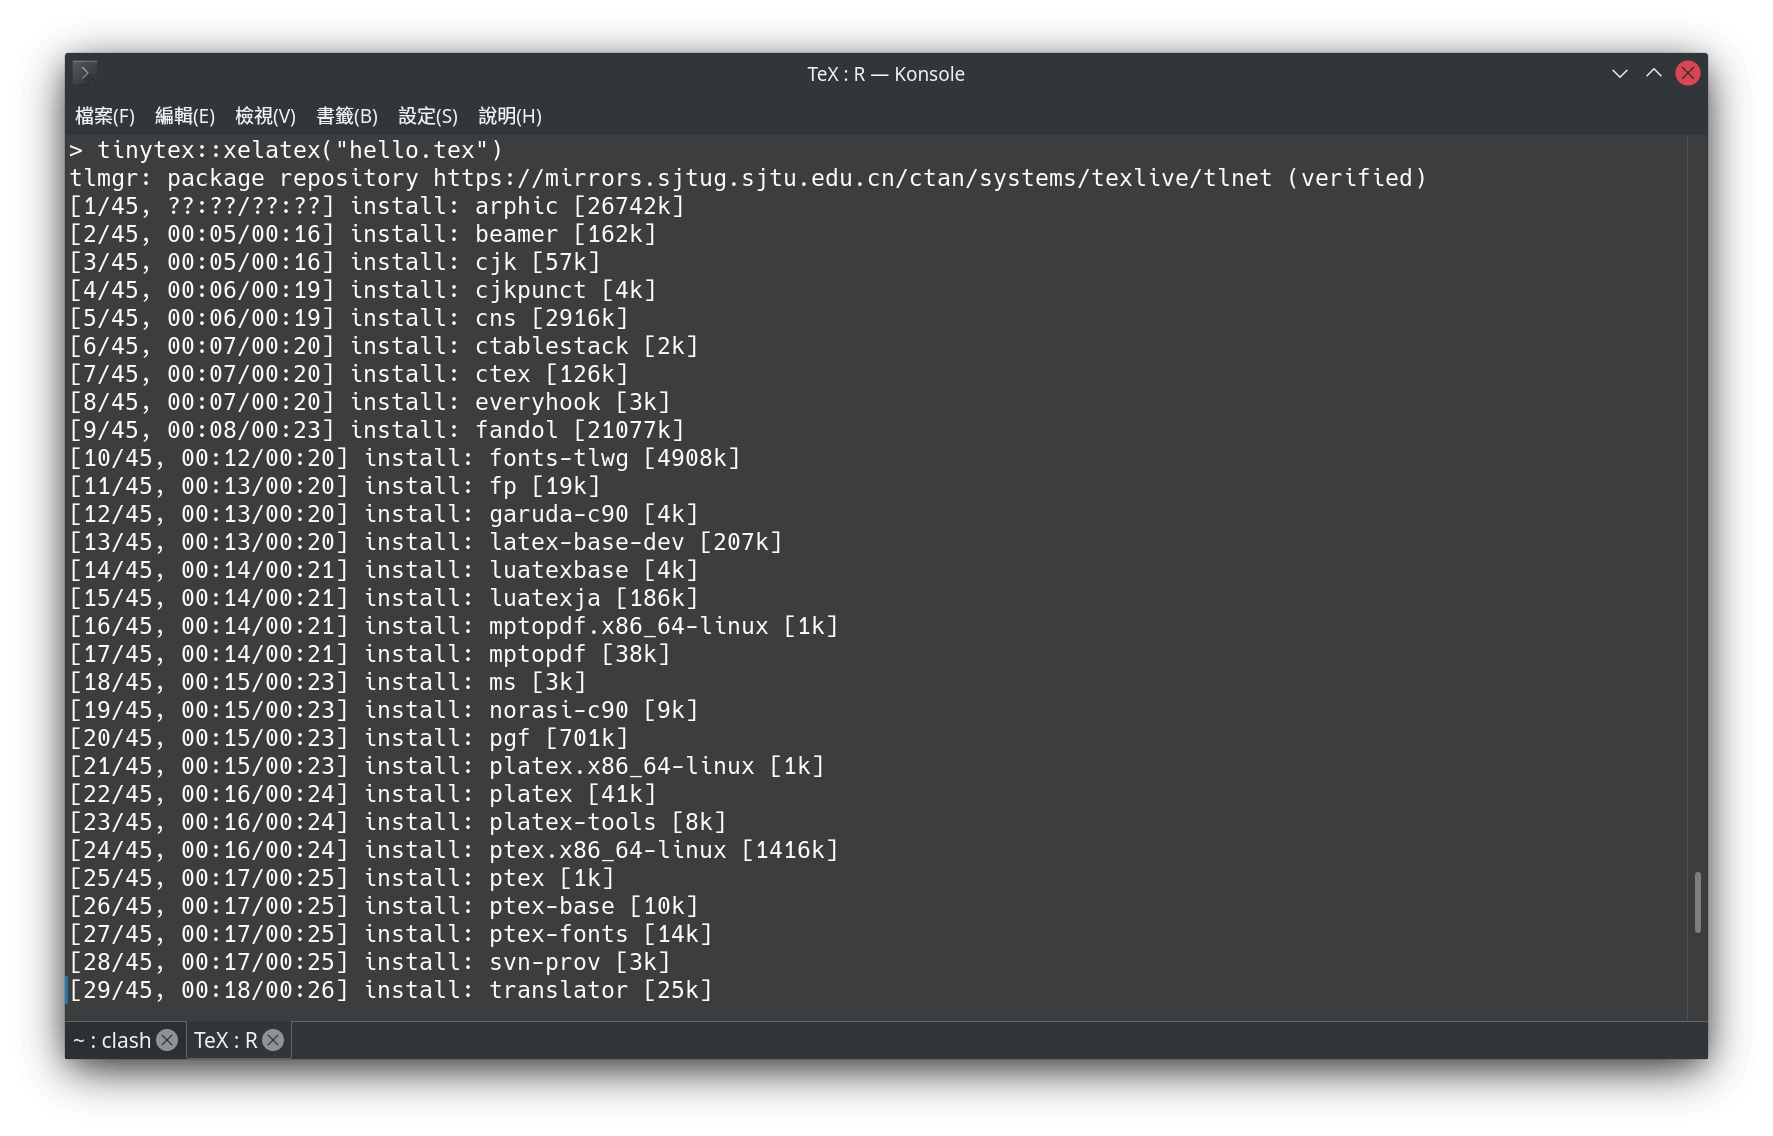 TeX : R — Konsole
檔案(F) 編輯(E) 檢視(V) 書籤(B) 設定(S) 說明(H)
> tinytex::xelatex("hello.tex")
tlmgr: package repository https://mirrors.sjtug.sjtu.edu.cn/ctan/systems/texlive/tlnet (verified)
[1/45, ??:??/??:??] install: arphic [26742k]
[2/45, 00:05/00:16] install: beamer [162k]
[3/45, 00:05/00:16] install: cjk [57k]
[4/45, 00:06/00:19] install: cjkpunct [4k]
[5/45, 00:06/00:19] install: cns [2916k]
[6/45, 00:07/00:20] install: ctablestack [2k]
[7/45, 00:07/00:20] install: ctex [126k]
[8/45, 00:07/00:20] install: everyhook [3k]
[9/45, 00:08/00:23] install: fandol [21077k]
[10/45, 00:12/00:20] install: fonts-tlwg [4908k]
[11/45, 00:13/00:20] install: fp [19k]
[12/45, 00:13/00:20] install: garuda-c90 [4k]
[13/45, 00:13/00:20] install: latex-base-dev [207k]
[14/45, 00:14/00:21] install: luatexbase [4k]
[15/45, 00:14/00:21] install: luatexja [186k]
[16/45, 00:14/00:21] install: mptopdf.x86_64-linux [1k]
[17/45, 00:14/00:21] install: mptopdf [38k]
[18/45, 00:15/00:23] install: ms [3k]
[19/45, 00:15/00:23] install: norasi-c90 [9k]
[20/45, 00:15/00:23] install: pgf [701k]
[21/45, 00:15/00:23] install: platex.x86_64-linux [1k]
[22/45, 00:16/00:24] install: platex [41k]
[23/45, 00:16/00:24] install: platex-tools [8k]
[24/45, 00:16/00:24] install: ptex.x86_64-linux [1416k]
[25/45, 00:17/00:25] install: ptex [1k]
[26/45, 00:17/00:25] install: ptex-base [10k]
[27/45, 00:17/00:25] install: ptex-fonts [14k]
[28/45, 00:17/00:25] install: svn-prov [3k]
[29/45, 00:18/00:26] install: translator [25k]
~ : clash TeX : R